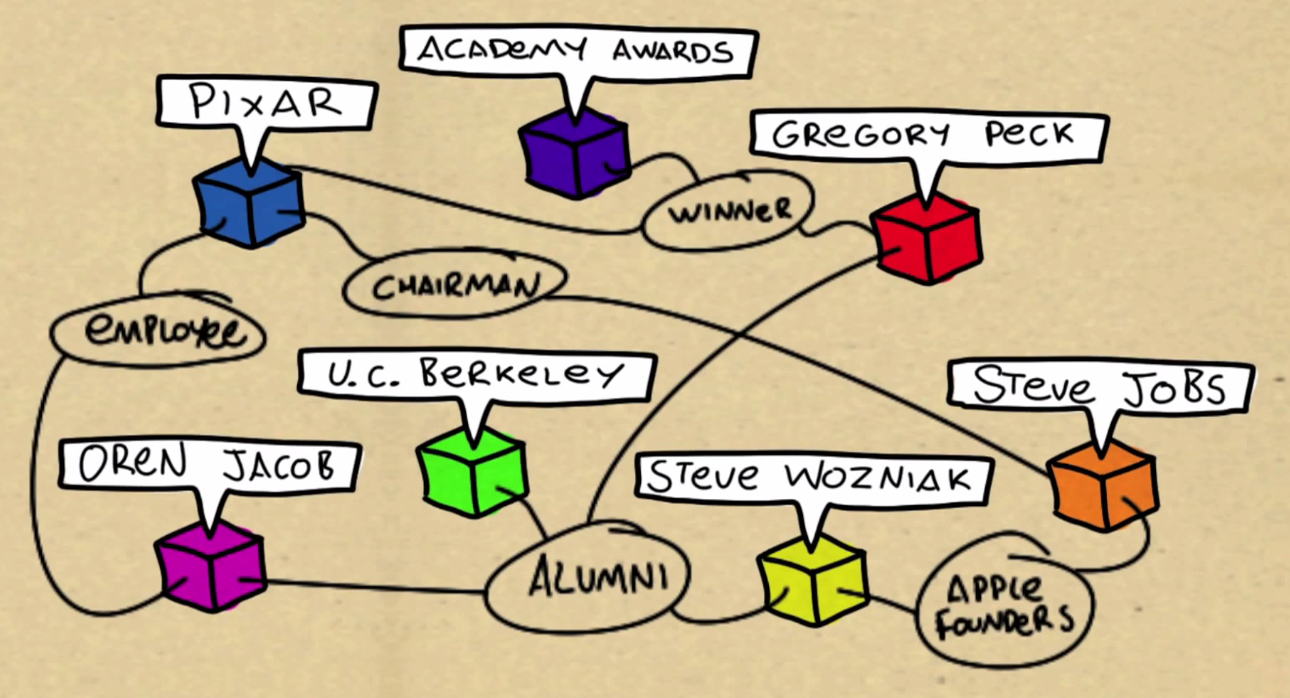 ACADEMY AWARDS
PIXAR
GREGORY PECK
WINNER
CHAIRMAN
EMPLOYEE
U.C. BERKELEY
STEVE JOBS
OREN JACOB
STEVE WOZNIAK
ALUMNI
APPLE
FOUNDERS